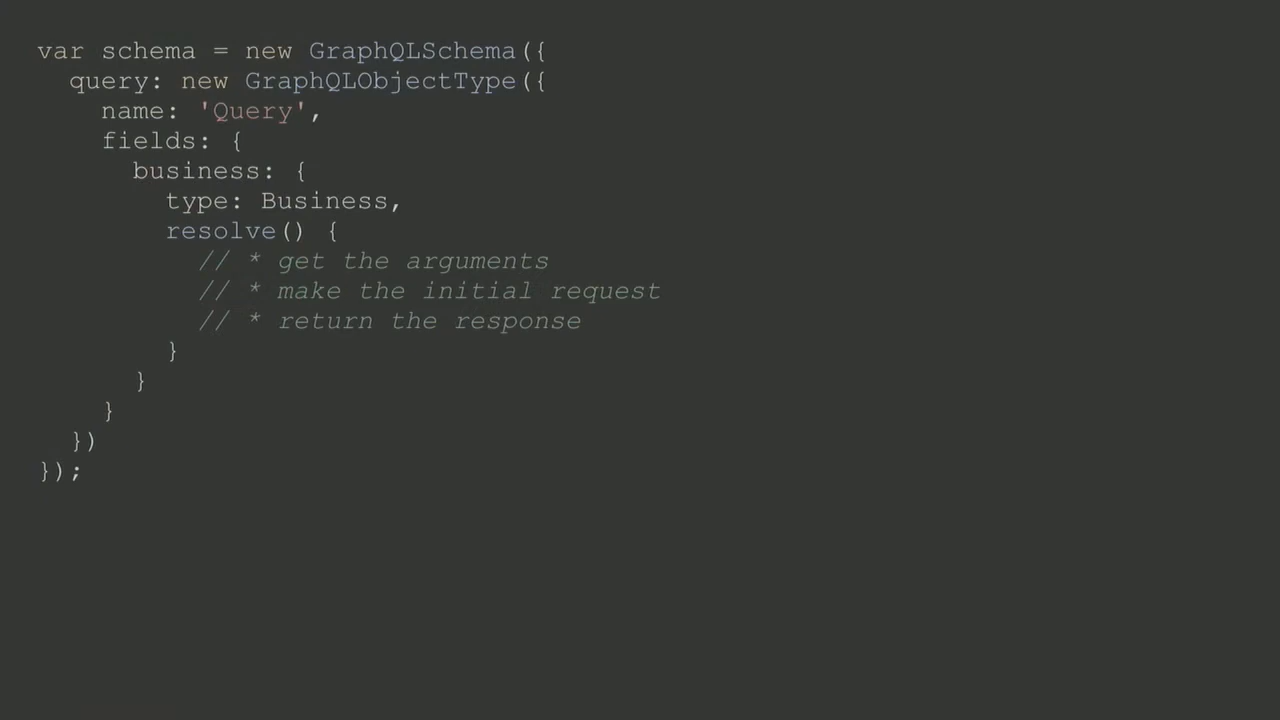 var schema = new GraphQLSchema({
  query: new GraphQLObjectType({
    name: 'Query',
    fields: {
      business: {
        type: Business,
        resolve() {
          // * get the arguments
          // * make the initial request
          // * return the response
        }
      }
    }
  })
});